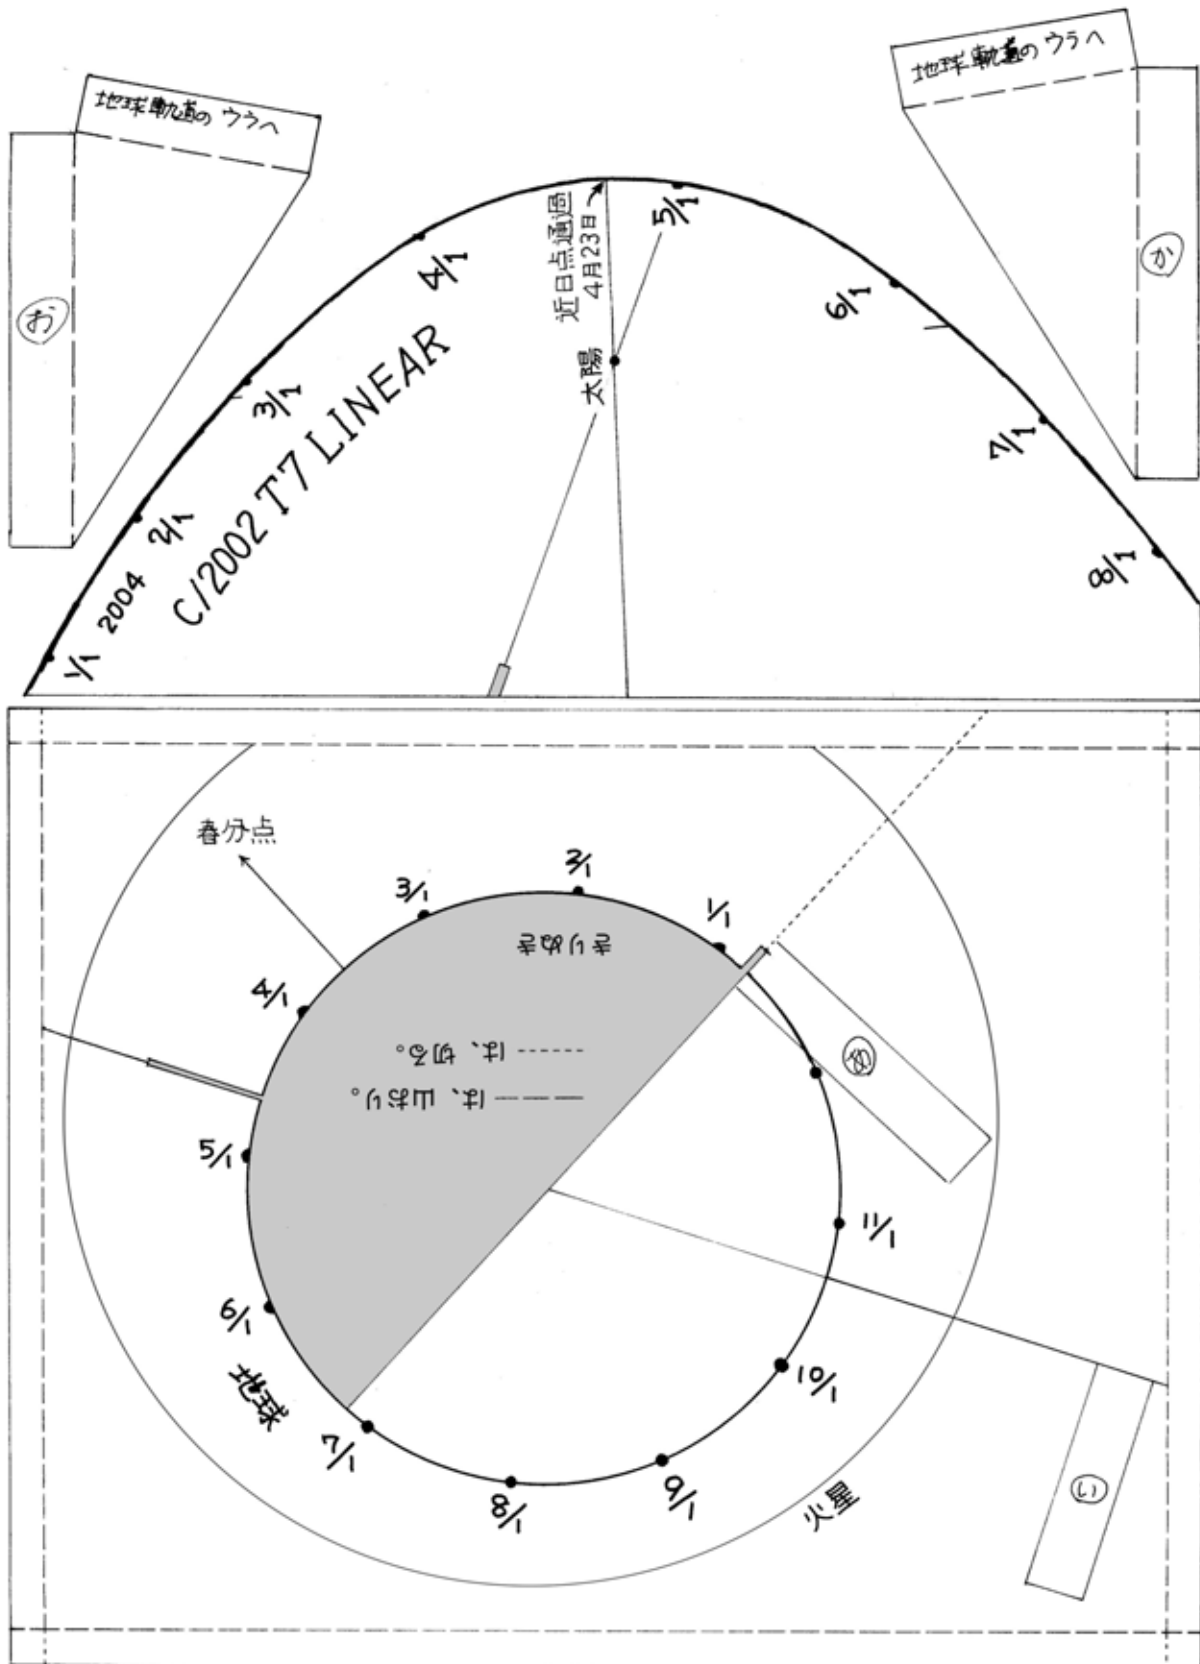 地球軌道のウラへ
地球軌道のウラへ
お
か
近日点通過
4月23日
太陽
5/1
4/1
6/1
3/1
7/1
2/1
8/1
2004
1/1
C/2002 T7 LINEAR
春分点
3/1
2/1
1/1
きりぬき
4/1
------ は、切る。
— — — は、山おり。
あ
5/1
11/1
6/1
地球
10/1
7/1
8/1
9/1
火星
い